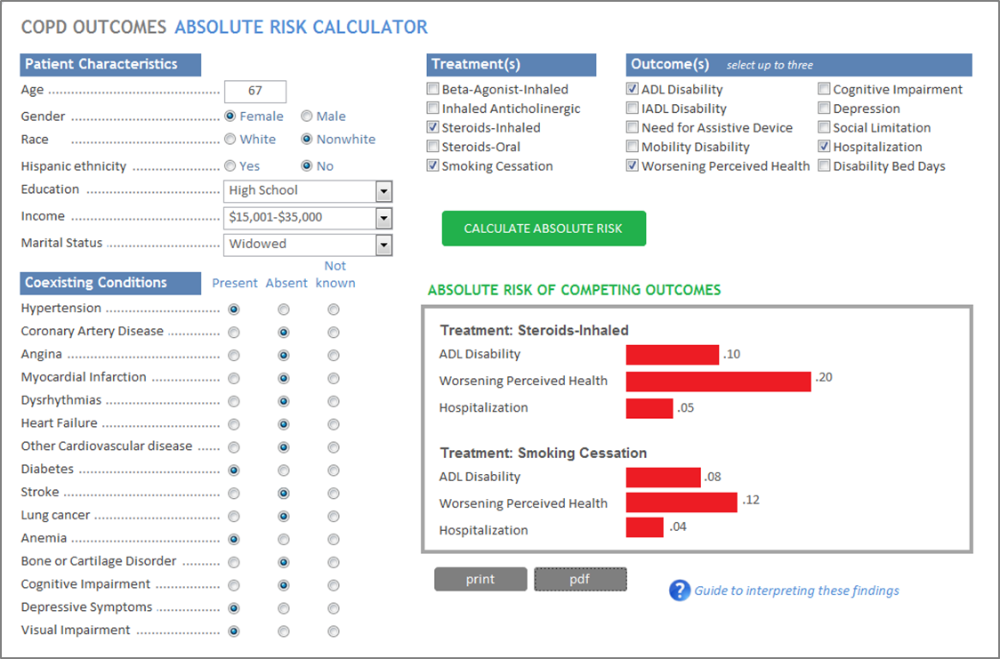 COPD OUTCOMES ABSOLUTE RISK CALCULATOR
Patient Characteristics
Age ... 67
Gender ... Female Male
Race ... White Nonwhite
Hispanic ethnicity ... Yes No
Education ... High School
Income ... $15,001-$35,000
Marital Status ... Widowed
Coexisting Conditions Present Absent Not known
Hypertension
Coronary Artery Disease
Angina
Myocardial Infarction
Dysrhythmias
Heart Failure
Other Cardiovascular disease
Diabetes
Stroke
Lung cancer
Anemia
Bone or Cartilage Disorder
Cognitive Impairment
Depressive Symptoms
Visual Impairment
Treatment(s)
Beta-Agonist-Inhaled
Inhaled Anticholinergic
Steroids-Inhaled
Steroids-Oral
Smoking Cessation
Outcome(s) select up to three
ADL Disability
IADL Disability
Need for Assistive Device
Mobility Disability
Worsening Perceived Health
Cognitive Impairment
Depression
Social Limitation
Hospitalization
Disability Bed Days
CALCULATE ABSOLUTE RISK
ABSOLUTE RISK OF COMPETING OUTCOMES
Treatment: Steroids-Inhaled
ADL Disability .10
Worsening Perceived Health .20
Hospitalization .05
Treatment: Smoking Cessation
ADL Disability .08
Worsening Perceived Health .12
Hospitalization .04
print pdf
? Guide to interpreting these findings